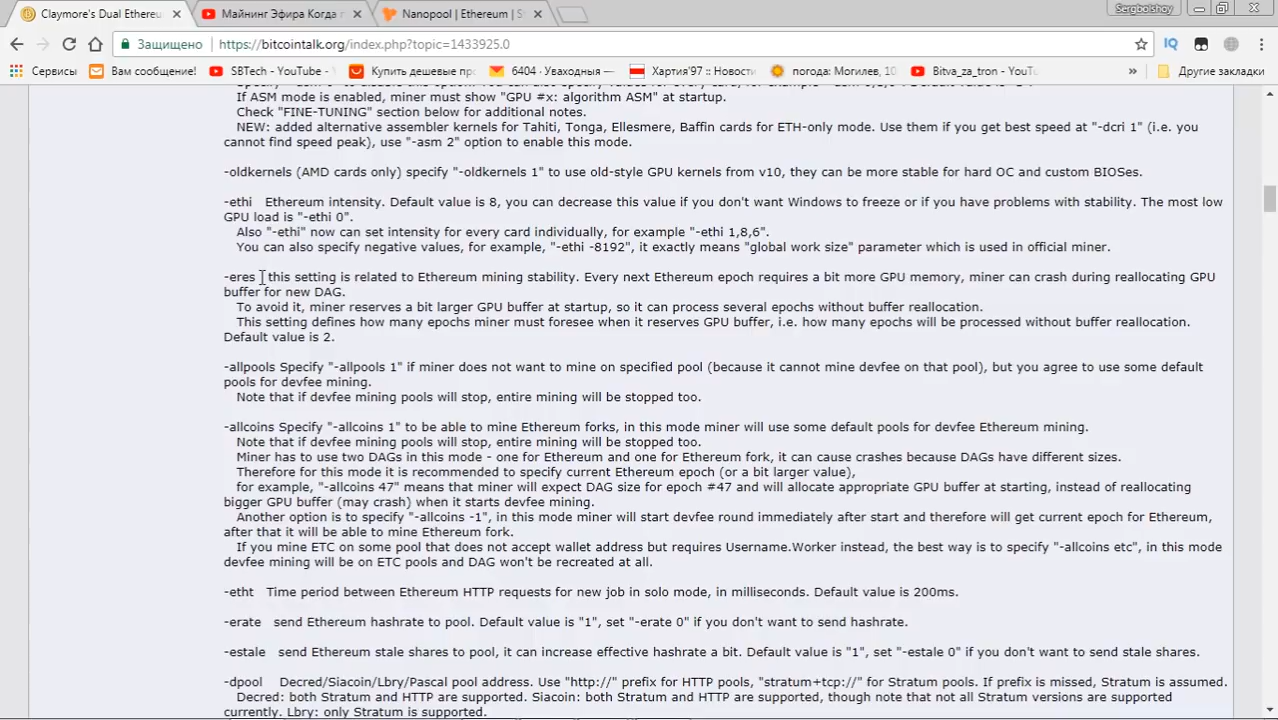 Claymore's Dual Ethereu
Майнинг Эфира Когда г
Nanopool | Ethereum | S
Sergbolshoy
Защищено
https://bitcointalk.org/index.php?topic=1433925.0
Сервисы
Вам сообщение!
SBTech - YouTube -
Купить дешевые пр
6404 · Уваходныя —
Хартия'97 :: Новост
погода: Могилев, 10
Bitva_za_tron - YouT
Другие закладки
If ASM mode is enabled, miner must show "GPU #x: algorithm ASM" at startup.
Check "FINE-TUNING" section below for additional notes.
NEW: added alternative assembler kernels for Tahiti, Tonga, Ellesmere, Baffin cards for ETH-only mode. Use them if you get best speed at "-dcri 1" (i.e. you
cannot find speed peak), use "-asm 2" option to enable this mode.
-oldkernels (AMD cards only) specify "-oldkernels 1" to use old-style GPU kernels from v10, they can be more stable for hard OC and custom BIOSes.
-ethi Ethereum intensity. Default value is 8, you can decrease this value if you don't want Windows to freeze or if you have problems with stability. The most low
GPU load is "-ethi 0".
Also "-ethi" now can set intensity for every card individually, for example "-ethi 1,8,6".
You can also specify negative values, for example, "-ethi -8192", it exactly means "global work size" parameter which is used in official miner.
-eres this setting is related to Ethereum mining stability. Every next Ethereum epoch requires a bit more GPU memory, miner can crash during reallocating GPU
buffer for new DAG.
To avoid it, miner reserves a bit larger GPU buffer at startup, so it can process several epochs without buffer reallocation.
This setting defines how many epochs miner must foresee when it reserves GPU buffer, i.e. how many epochs will be processed without buffer reallocation.
Default value is 2.
-allpools Specify "-allpools 1" if miner does not want to mine on specified pool (because it cannot mine devfee on that pool), but you agree to use some default
pools for devfee mining.
Note that if devfee mining pools will stop, entire mining will be stopped too.
-allcoins Specify "-allcoins 1" to be able to mine Ethereum forks, in this mode miner will use some default pools for devfee Ethereum mining.
Note that if devfee mining pools will stop, entire mining will be stopped too.
Miner has to use two DAGs in this mode - one for Ethereum and one for Ethereum fork, it can cause crashes because DAGs have different sizes.
Therefore for this mode it is recommended to specify current Ethereum epoch (or a bit larger value),
for example, "-allcoins 47" means that miner will expect DAG size for epoch #47 and will allocate appropriate GPU buffer at starting, instead of reallocating
bigger GPU buffer (may crash) when it starts devfee mining.
Another option is to specify "-allcoins -1", in this mode miner will start devfee round immediately after start and therefore will get current epoch for Ethereum,
after that it will be able to mine Ethereum fork.
If you mine ETC on some pool that does not accept wallet address but requires Username.Worker instead, the best way is to specify "-allcoins etc", in this mode
devfee mining will be on ETC pools and DAG won't be recreated at all.
-etht Time period between Ethereum HTTP requests for new job in solo mode, in milliseconds. Default value is 200ms.
-erate send Ethereum hashrate to pool. Default value is "1", set "-erate 0" if you don't want to send hashrate.
-estale send Ethereum stale shares to pool, it can increase effective hashrate a bit. Default value is "1", set "-estale 0" if you don't want to send stale shares.
-dpool Decred/Siacoin/Lbry/Pascal pool address. Use "http://" prefix for HTTP pools, "stratum+tcp://" for Stratum pools. If prefix is missed, Stratum is assumed.
Decred: both Stratum and HTTP are supported. Siacoin: both Stratum and HTTP are supported, though note that not all Stratum versions are supported
currently. Lbry: only Stratum is supported.